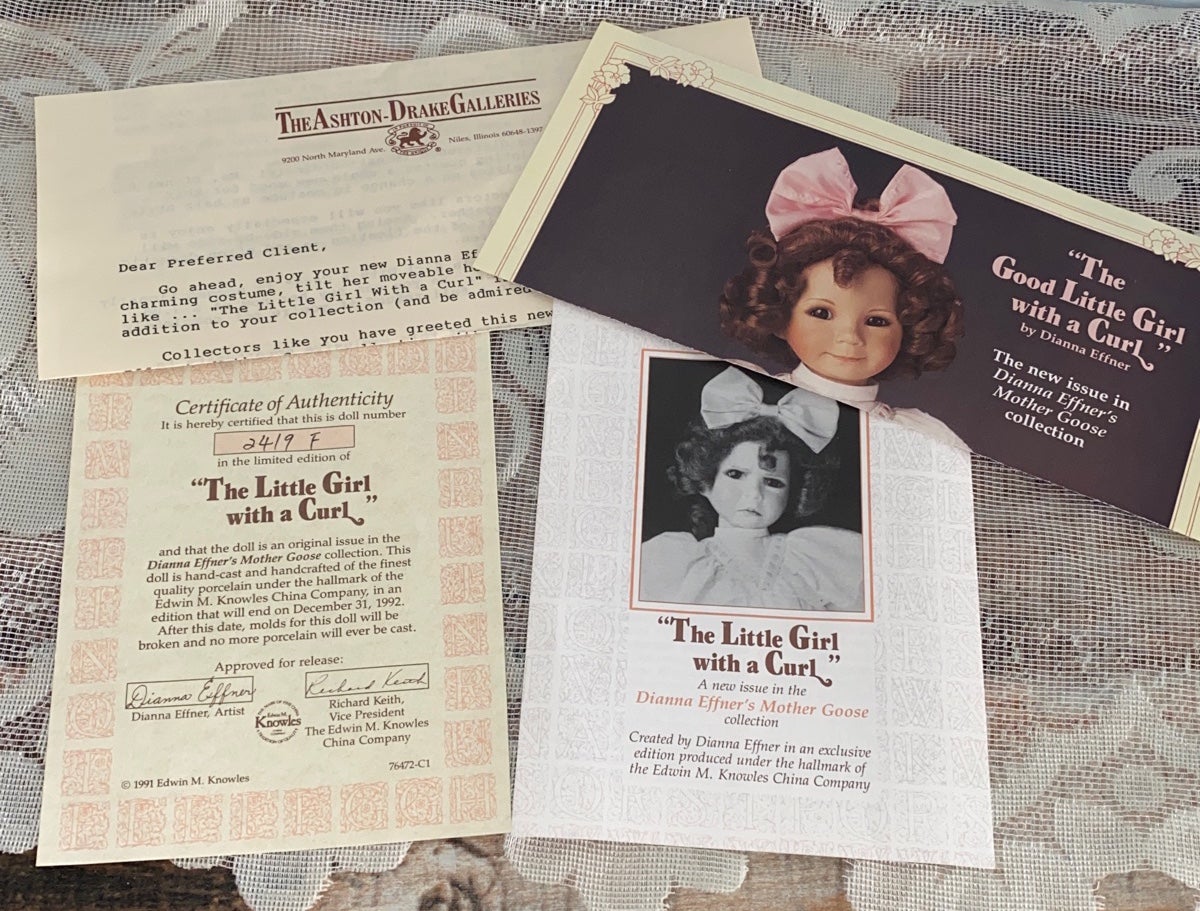 THE ASHTON-DRAKE GALLERIES
9200 North Maryland Ave.
Niles, Illinois 60648-1397
Dear Preferred Client,
Go ahead, enjoy your new Dianna
charming costume, tilt her moveable
like ... "The Little Girl With a Curl"
addition to your collection (and be admired
Collectors like you have greeted this new
"The
Good Little Girl
with a Curl"
by Dianna Effner
The new issue in
Dianna Effner's
Mother Goose
collection
Certificate of Authenticity
It is hereby certified that this is doll number
2419 F
in the limited edition of
"The Little Girl
with a Curl"
and that the doll is an original issue in the
Dianna Effner's Mother Goose collection. This
doll is hand-cast and handcrafted of the finest
quality porcelain under the hallmark of the
Edwin M. Knowles China Company, in an
edition that will end on December 31, 1992.
After this date, molds for this doll will be
broken and no more porcelain will ever be cast.
Approved for release:
Dianna Effner
Dianna Effner, Artist
Knowles
Richard Keith
Richard Keith,
Vice President
The Edwin M. Knowles
China Company
76472-C1
© 1991 Edwin M. Knowles
"The Little Girl
with a Curl"
A new issue in the
Dianna Effner's Mother Goose
collection
Created by Dianna Effner in an exclusive
edition produced under the hallmark of
the Edwin M. Knowles China Company